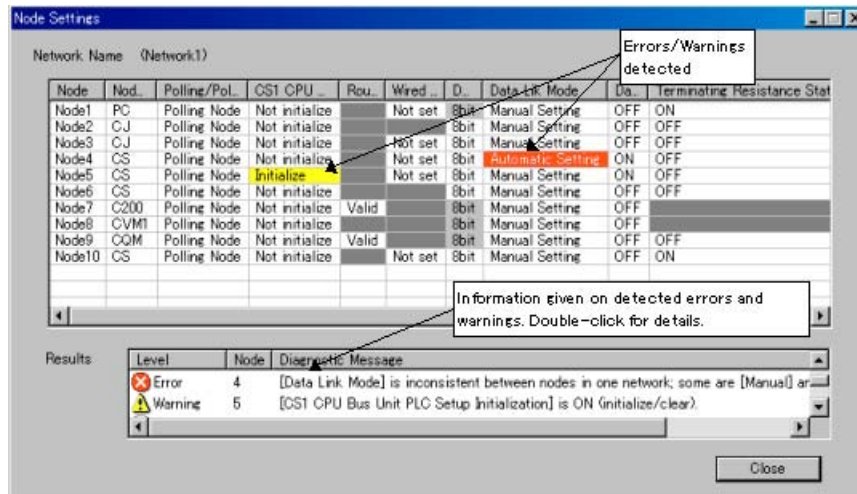 Node Settings
Network Name (Network1)
Errors/Warnings
detected
Node Nod.. Polling/Pol.. CS1 CPU .. Rou.. Wired .. D.. Data Lik Mode Da.. Terminating Resistance Stat
Node1 PC Polling Node Not initialize Not set 8bit Manual Setting OFF ON
Node2 CJ Polling Node Not initialize 8bit Manual Setting OFF OFF
Node3 CJ Polling Node Not initialize Not set 8bit Manual Setting OFF OFF
Node4 CS Polling Node Not initialize Not set 8bit Automatic Setting ON OFF
Node5 CS Polling Node Initialize Not set 8bit Manual Setting ON OFF
Node6 CS Polling Node Not initialize 8bit Manual Setting OFF OFF
Node7 C200 Polling Node Not initialize Valid 8bit Manual Setting OFF
Node8 CVM1 Polling Node Not initialize 8bit Manual Setting OFF
Node9 CQM Polling Node Not initialize Valid 8bit Manual Setting OFF OFF
Node10 CS Polling Node Not initialize Not set 8bit Manual Setting OFF ON
Information given on detected errors and
warnings. Double-click for details.
Results
Level Node Diagnostic Message
Error 4 [Data Link Mode] is inconsistent between nodes in one network; some are [Manual] ar
Warning 5 [CS1 CPU Bus Unit PLC Setup Initialization] is ON (initialize/clear).
Close